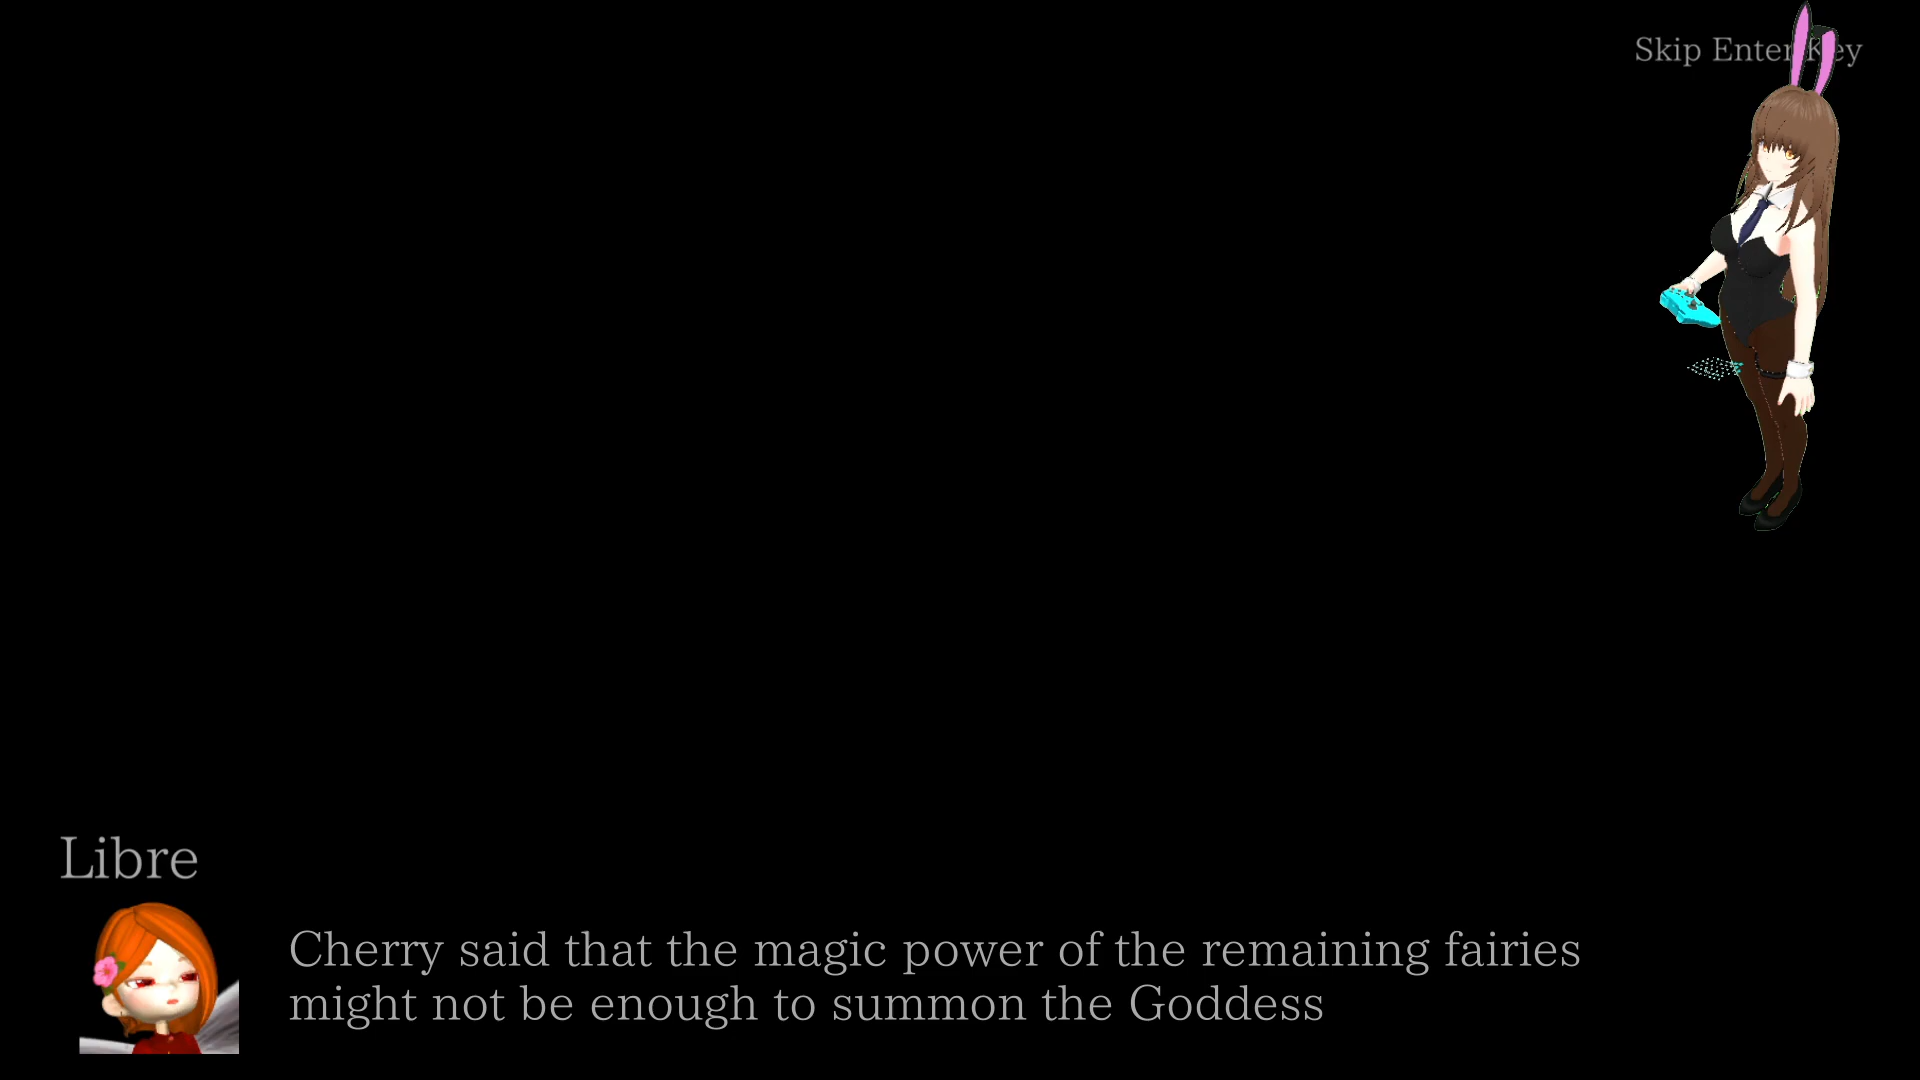 Skip Enter Key
Libre
Cherry said that the magic power of the remaining fairies
might not be enough to summon the Goddess